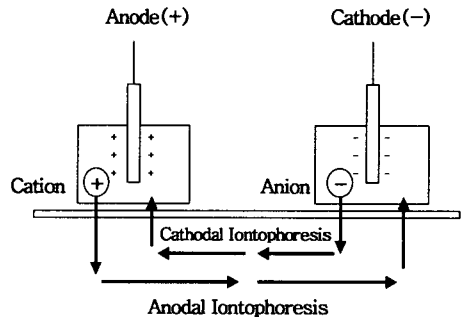 Anode(+) Cathode(−)
+ +
+ +
+ +
− −
− −
− −
Cation + Anion −
Cathodal Iontophoresis
Anodal Iontophoresis